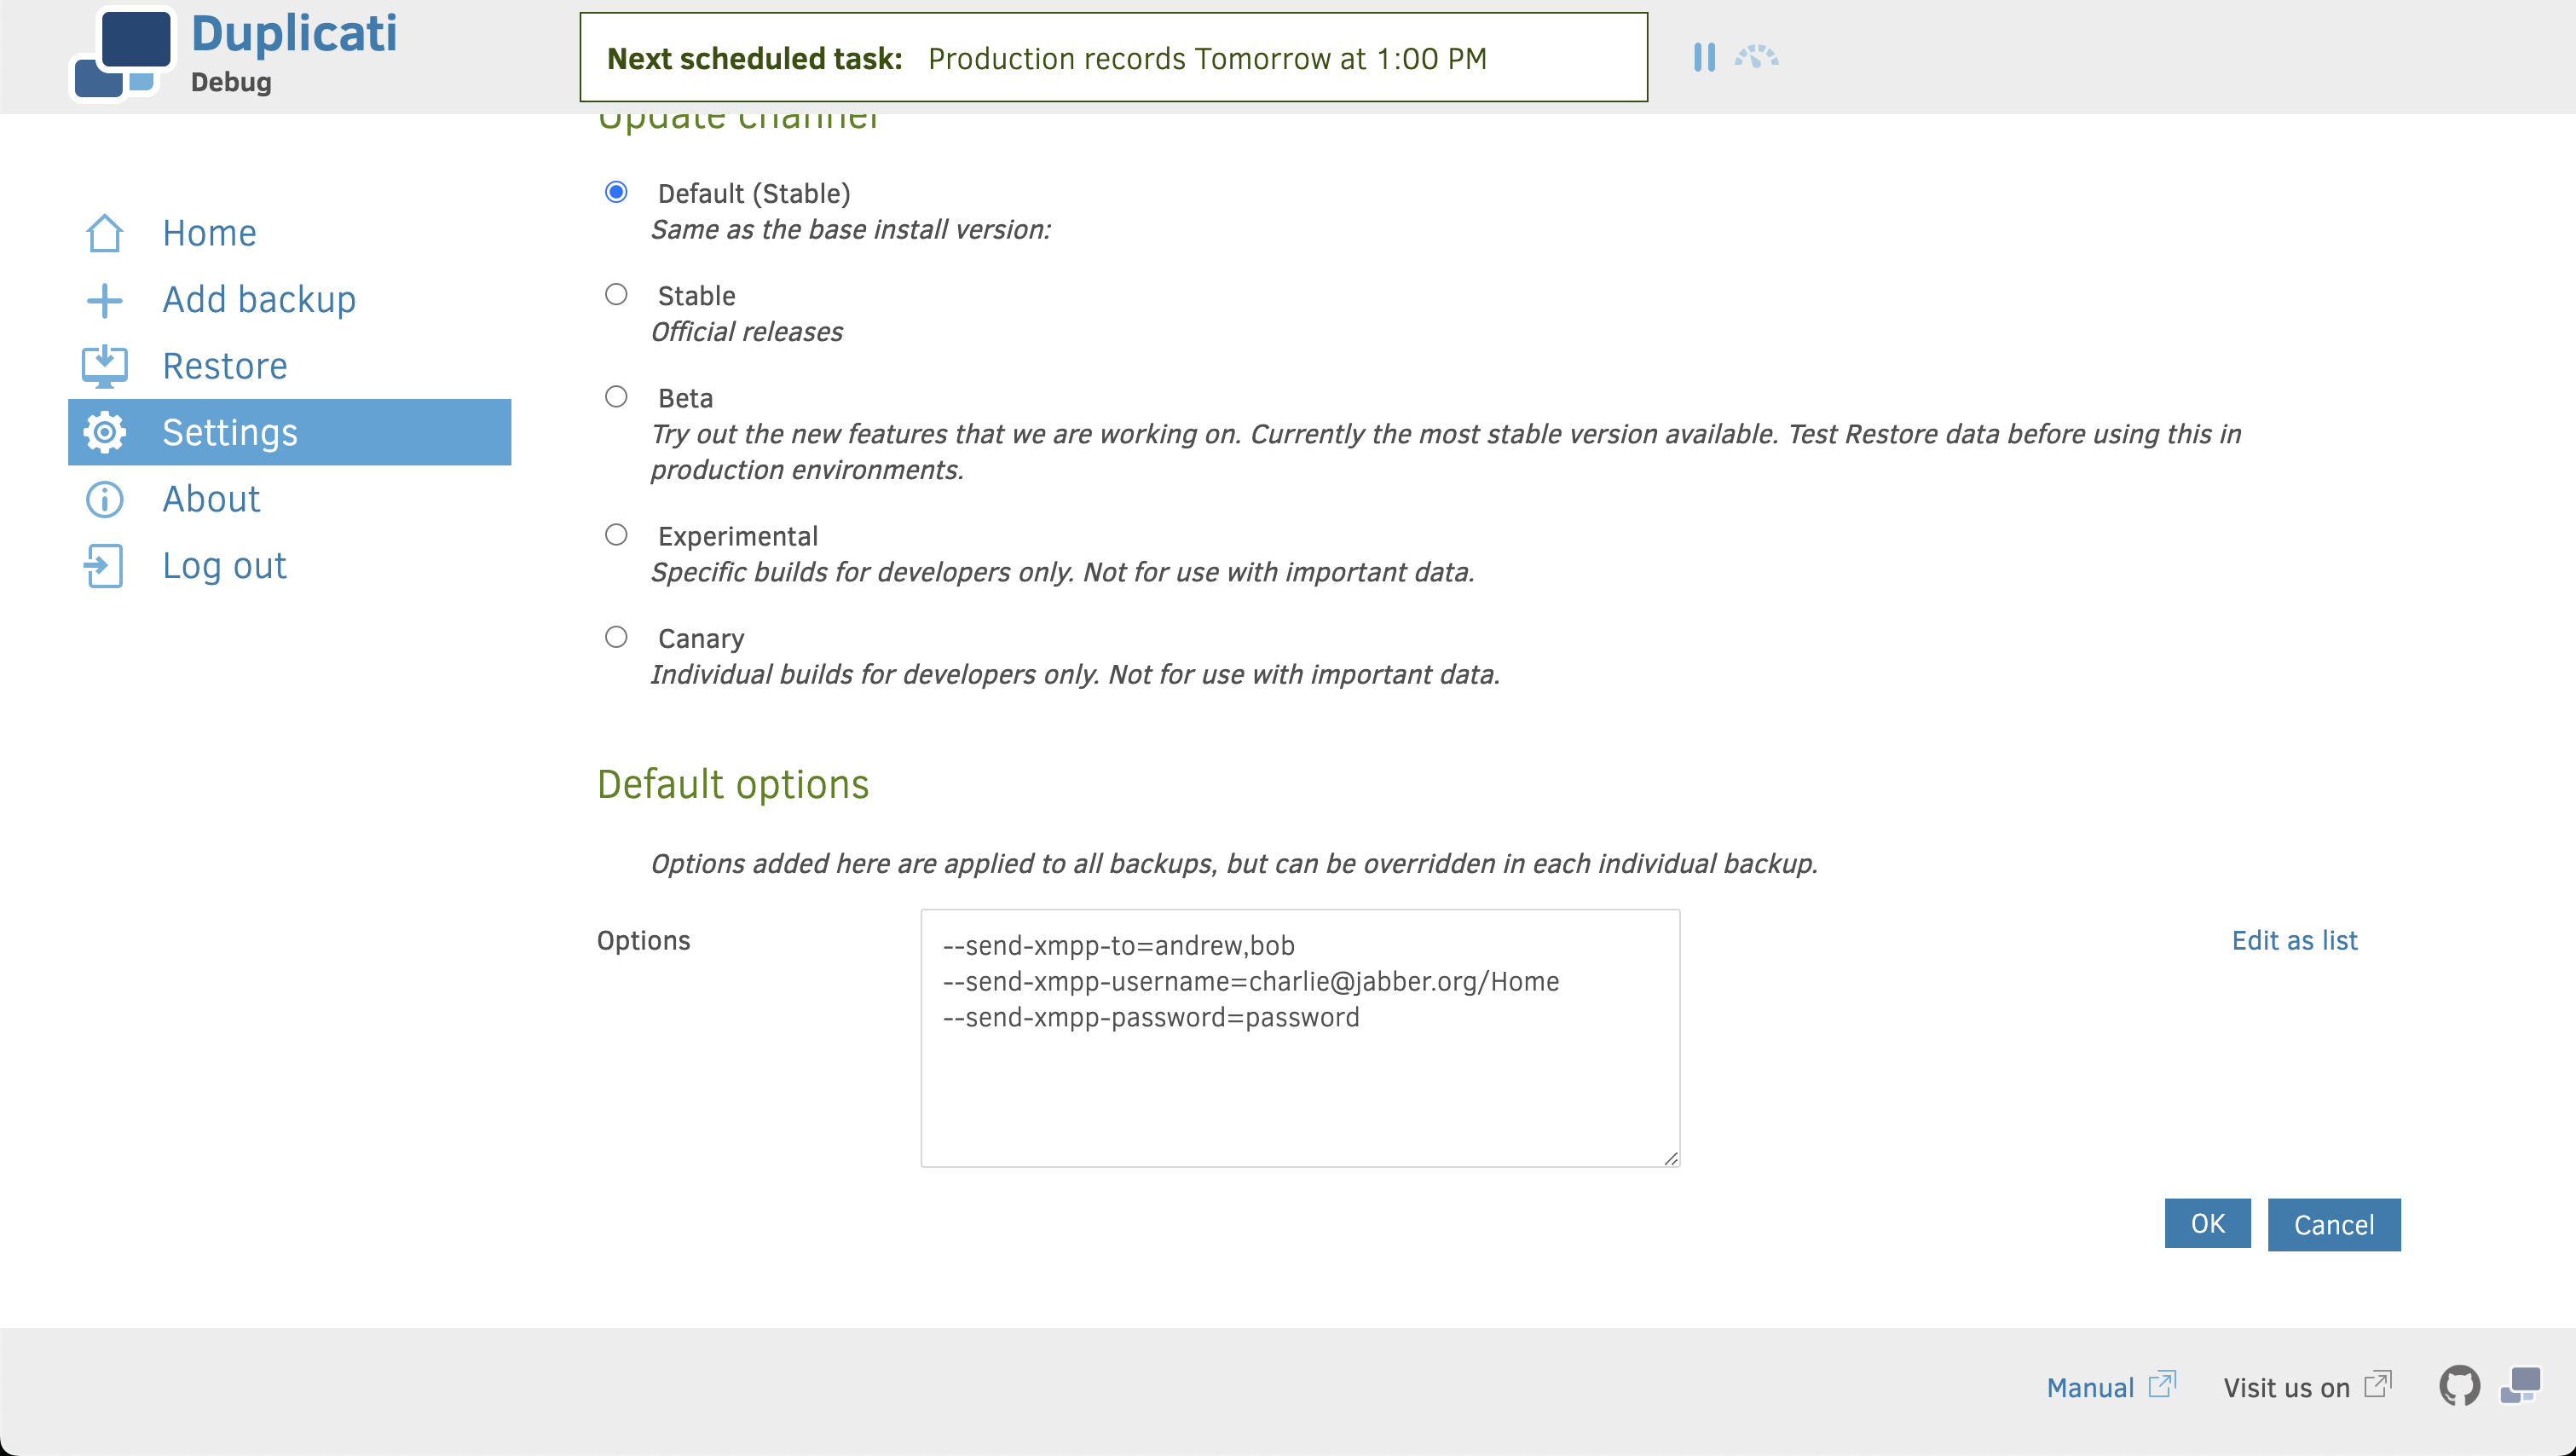 Duplicati
Debug
Next scheduled task: Production records Tomorrow at 1:00 PM
Home
Add backup
Restore
Settings
About
Log out
Update channel
Default (Stable)
Same as the base install version:
Stable
Official releases
Beta
Try out the new features that we are working on. Currently the most stable version available. Test Restore data before using this in
production environments.
Experimental
Specific builds for developers only. Not for use with important data.
Canary
Individual builds for developers only. Not for use with important data.
Default options
Options added here are applied to all backups, but can be overridden in each individual backup.
Options
--send-xmpp-to=andrew,bob
--send-xmpp-username=charlie@jabber.org/Home
--send-xmpp-password=password
Edit as list
OK
Cancel
Manual
Visit us on